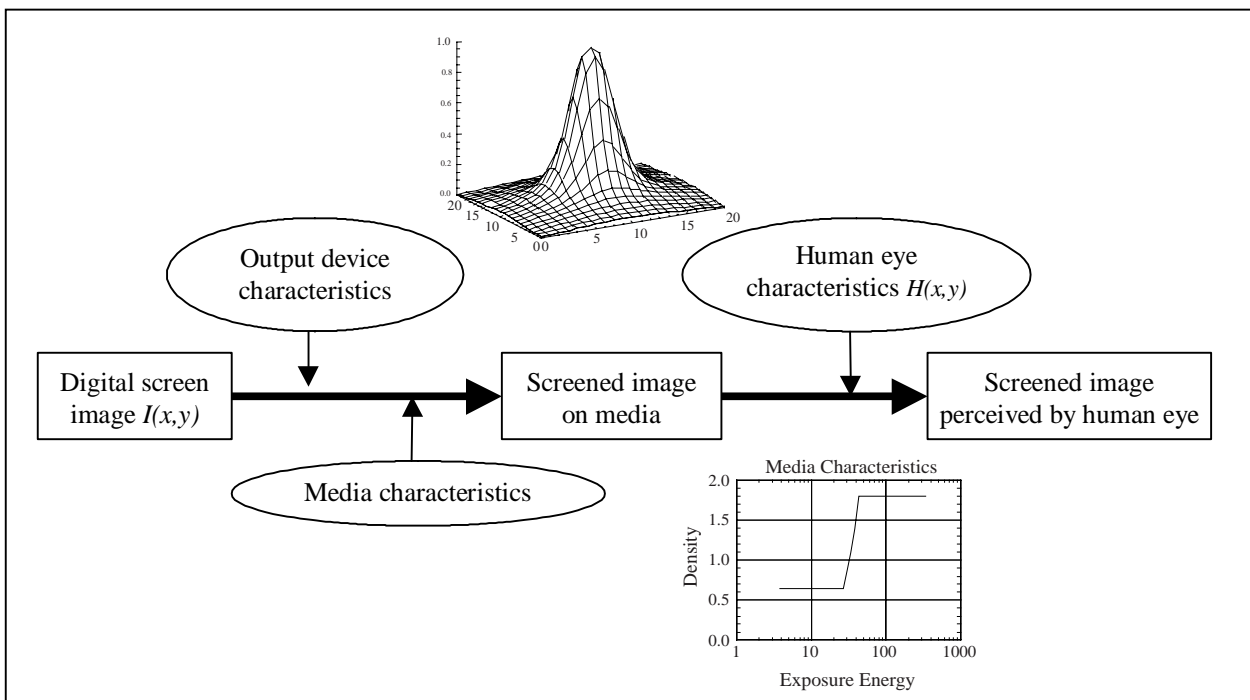 1.0
0.8
0.6
0.4
0.2
0.0
20
15
10
5
0
0
5
10
15
20
Output device
characteristics
Human eye
characteristics H(x,y)
Digital screen
image I(x,y)
Screened image
on media
Screened image
perceived by human eye
Media characteristics
Media Characteristics
2.0
1.5
1.0
0.5
0.0
Density
1
10
100
1000
Exposure Energy